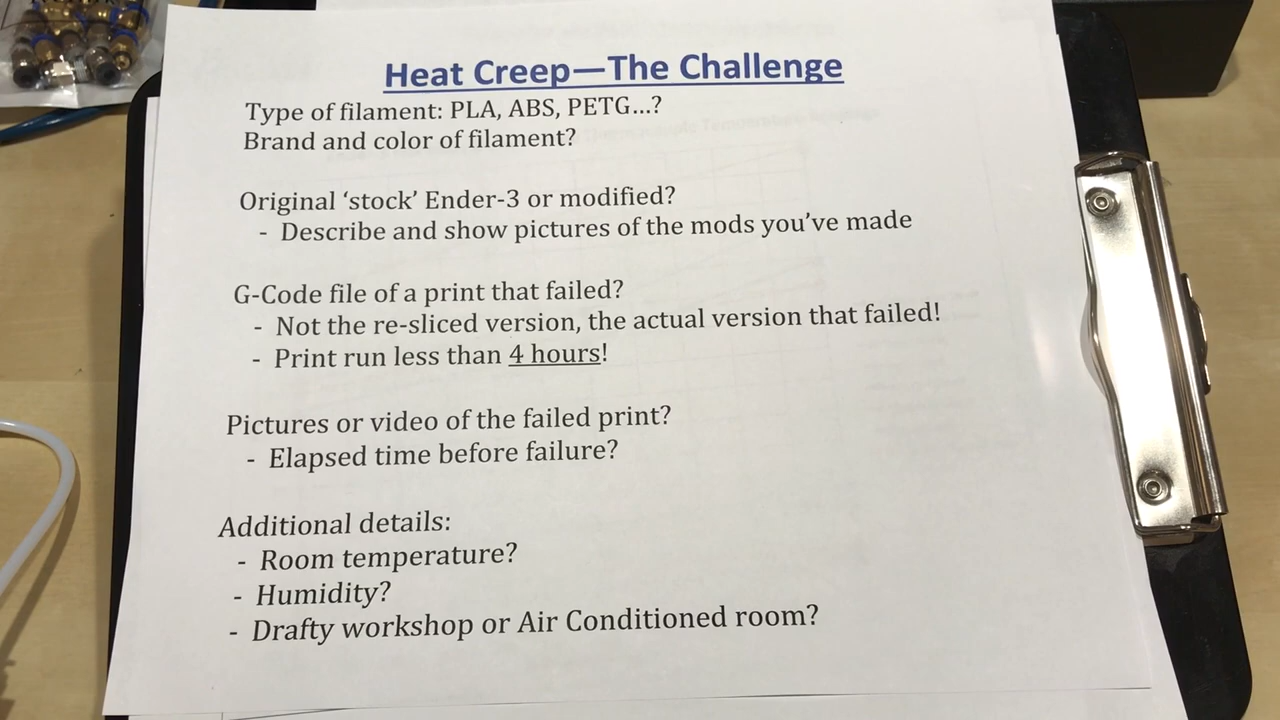 Heat Creep—The Challenge
Type of filament: PLA, ABS, PETG...?
Brand and color of filament?
Original ‘stock’ Ender-3 or modified?
- Describe and show pictures of the mods you’ve made
G-Code file of a print that failed?
- Not the re-sliced version, the actual version that failed!
- Print run less than 4 hours!
Pictures or video of the failed print?
- Elapsed time before failure?
Additional details:
- Room temperature?
- Humidity?
- Drafty workshop or Air Conditioned room?